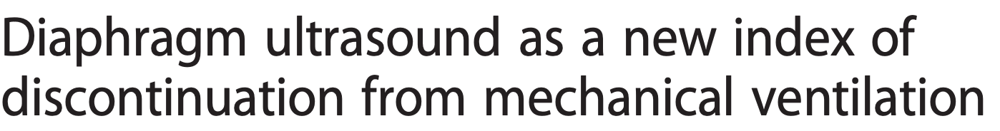 Diaphragm ultrasound as a new index of
discontinuation from mechanical ventilation